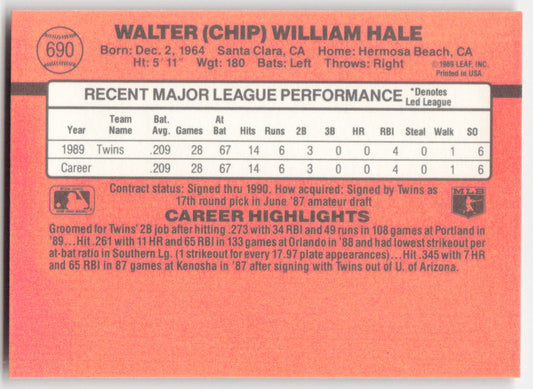 690
WALTER (CHIP) WILLIAM HALE
Born: Dec. 2, 1964 Santa Clara, CA Home: Hermosa Beach, CA
Ht: 5' 11" Wgt: 180 Bats: Left Throws: Right
©1989 LEAF, INC.
Printed in USA
RECENT MAJOR LEAGUE PERFORMANCE *Denotes
Led League
Year Team Name Bat. Avg. Games At Bat Hits Runs 2B 3B HR RBI Steal Walk SO
1989 Twins .209 28 67 14 6 3 0 0 4 0 1 6
Career .209 28 67 14 6 3 0 0 4 0 1 6
Contract status: Signed thru 1990. How acquired: Signed by Twins as
17th round pick in June '87 amateur draft
MLB
CAREER HIGHLIGHTS
Groomed for Twins' 2B job after hitting .273 with 34 RBI and 49 runs in 108 games at Portland in
'89...Hit .261 with 11 HR and 65 RBI in 133 games at Orlando in '88 and had lowest strikeout per
at-bat ratio in Southern Lg. (1 strikeout for every 17.97 plate appearances)...Hit .345 with 7 HR
and 65 RBI in 87 games at Kenosha in '87 after signing with Twins out of U. of Arizona.